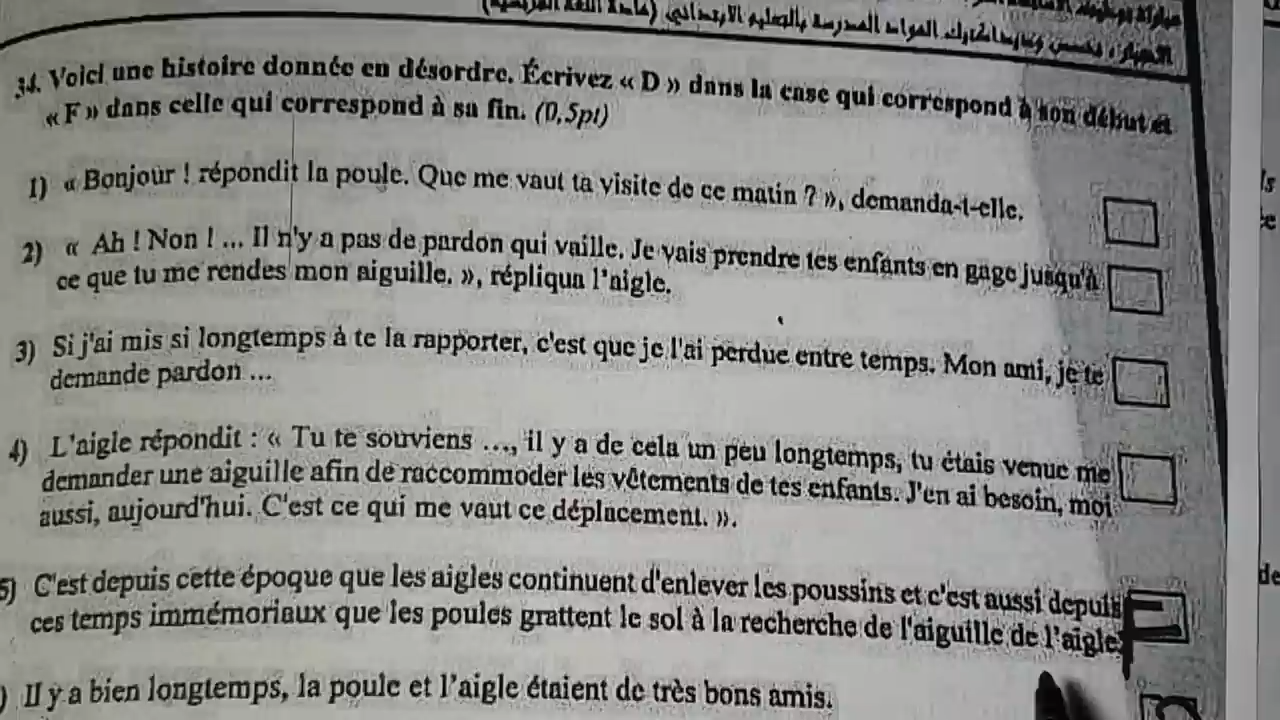 34. Voici une histoire donnée en désordre. Écrivez « D » dans la case qui correspond à son début et
« F » dans celle qui correspond à sa fin. (0,5pt)
1) « Bonjour ! répondit la poule. Que me vaut ta visite de ce matin ? », demanda-t-elle.
2) « Ah ! Non ! ... Il n'y a pas de pardon qui vaille. Je vais prendre tes enfants en gage jusqu'à
ce que tu me rendes mon aiguille. », répliqua l'aigle.
3) Si j'ai mis si longtemps à te la rapporter, c'est que je l'ai perdue entre temps. Mon ami, je te
demande pardon ...
4) L'aigle répondit : « Tu te souviens ..., il y a de cela un peu longtemps, tu étais venue me
demander une aiguille afin de raccommoder les vêtements de tes enfants. J'en ai besoin, moi
aussi, aujourd'hui. C'est ce qui me vaut ce déplacement. ».
5) C'est depuis cette époque que les aigles continuent d'enlever les poussins et c'est aussi depuis F
ces temps immémoriaux que les poules grattent le sol à la recherche de l'aiguille de l'aigle.
) Il y a bien longtemps, la poule et l'aigle étaient de très bons amis.